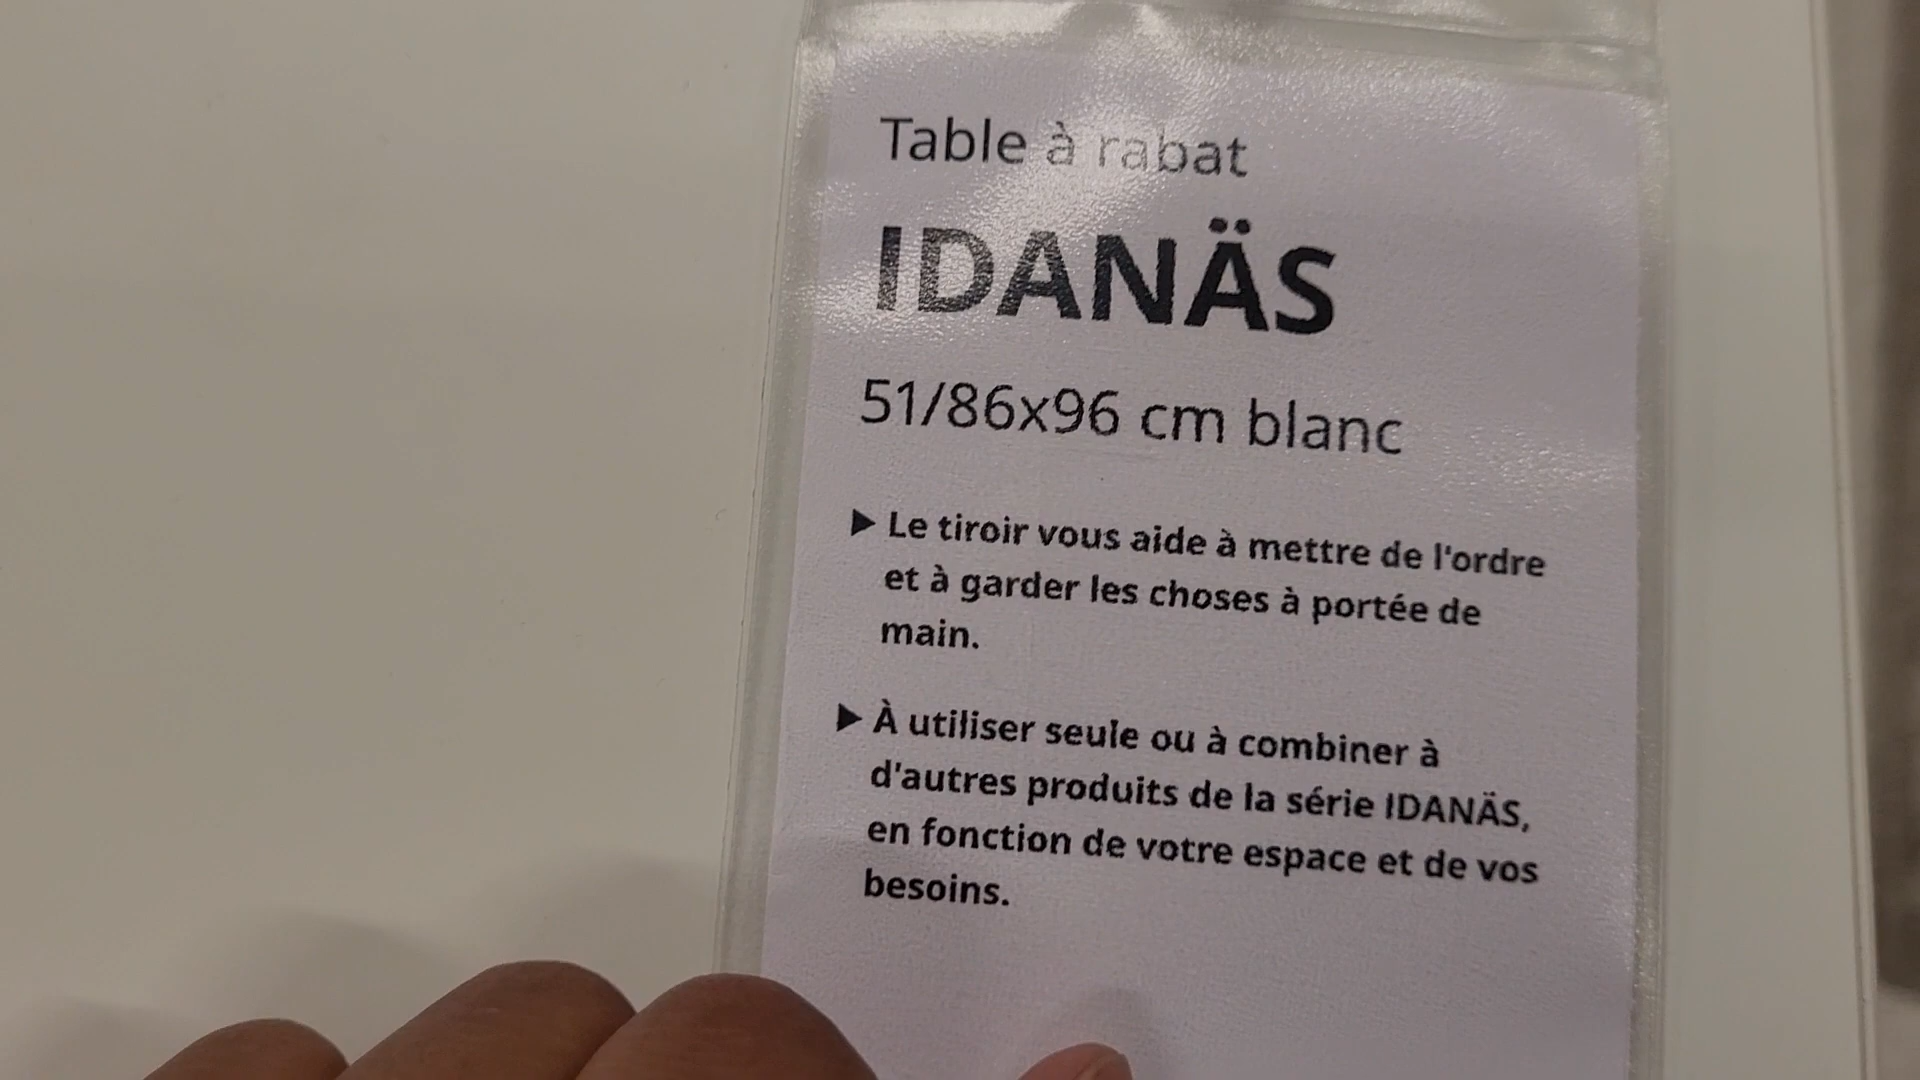 Table à rabat
IDANÄS
51/86x96 cm blanc
▶ Le tiroir vous aide à mettre de l'ordre
et à garder les choses à portée de
main.
▶ À utiliser seule ou à combiner à
d'autres produits de la série IDANÄS,
en fonction de votre espace et de vos
besoins.